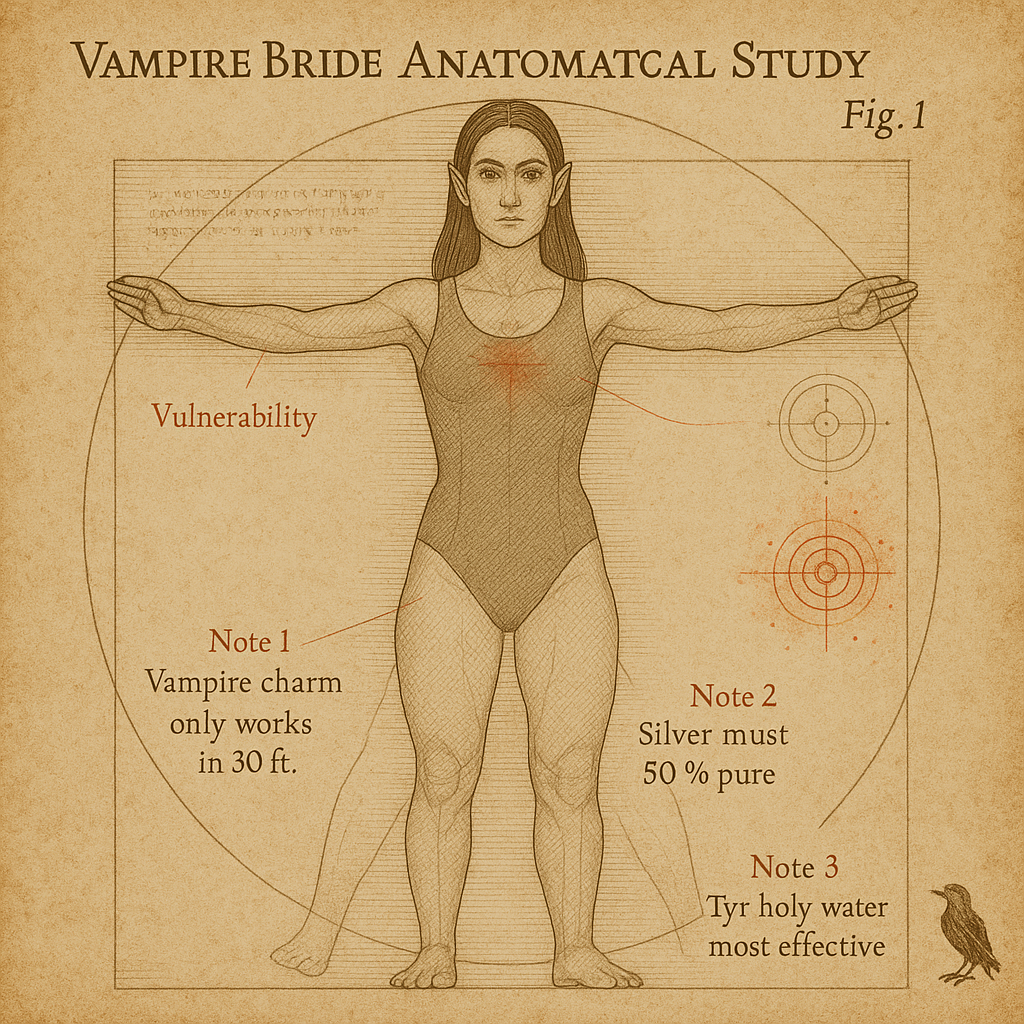 VAMPIRE BRIDE ANATOMATCAL STUDY
Fig. 1
Vulnerability
Note 1
Vampire charm
only works
in 30 ft.
Note 2
Silver must
50 % pure
Note 3
Tyr holy water
most effective